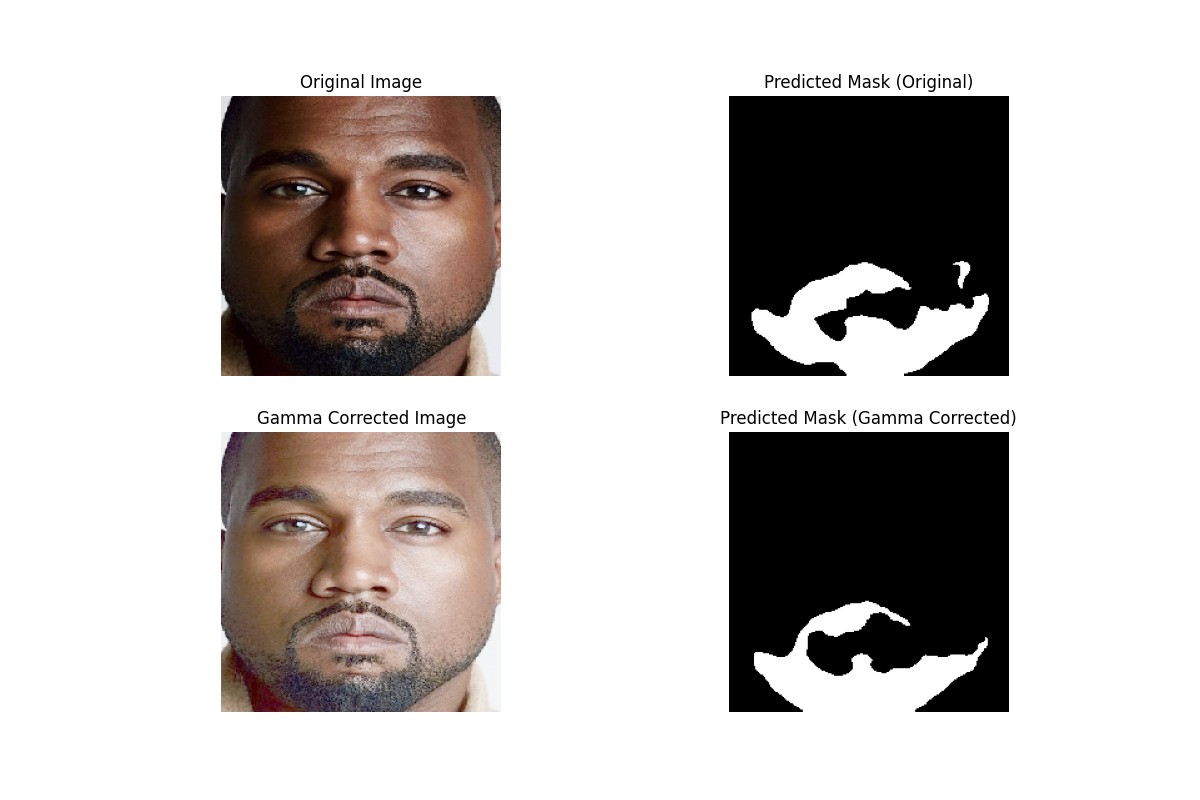 Original Image
Predicted Mask (Original)
Gamma Corrected Image
Predicted Mask (Gamma Corrected)